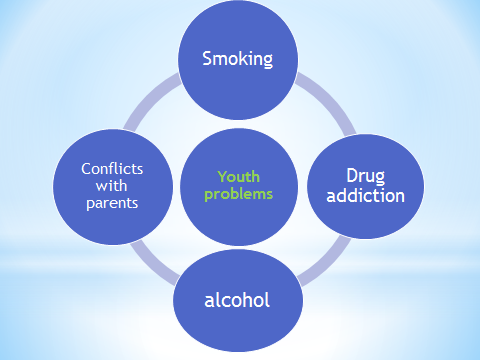 Smoking
Conflicts
with
parents
Youth
problems
Drug
addiction
alcohol